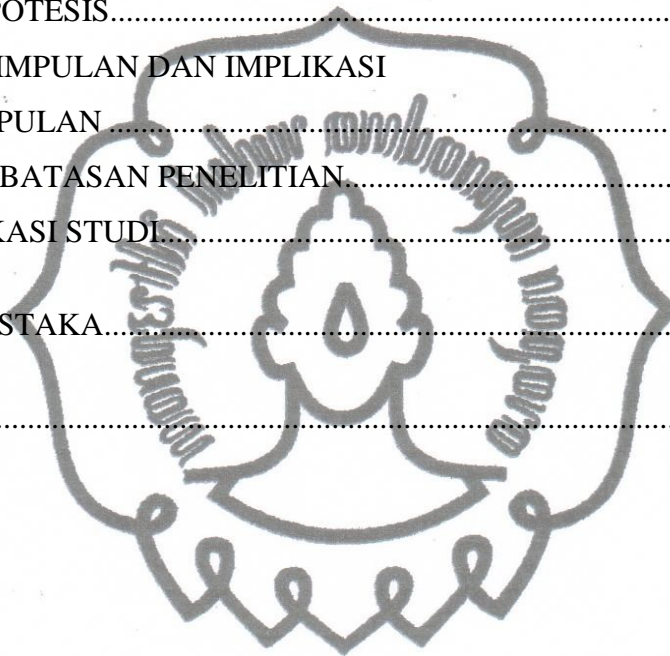 POTESIS
IMPULAN DAN IMPLIKASI
PULAN
BATASAN PENELITIAN
KASI STUDI
STAKA